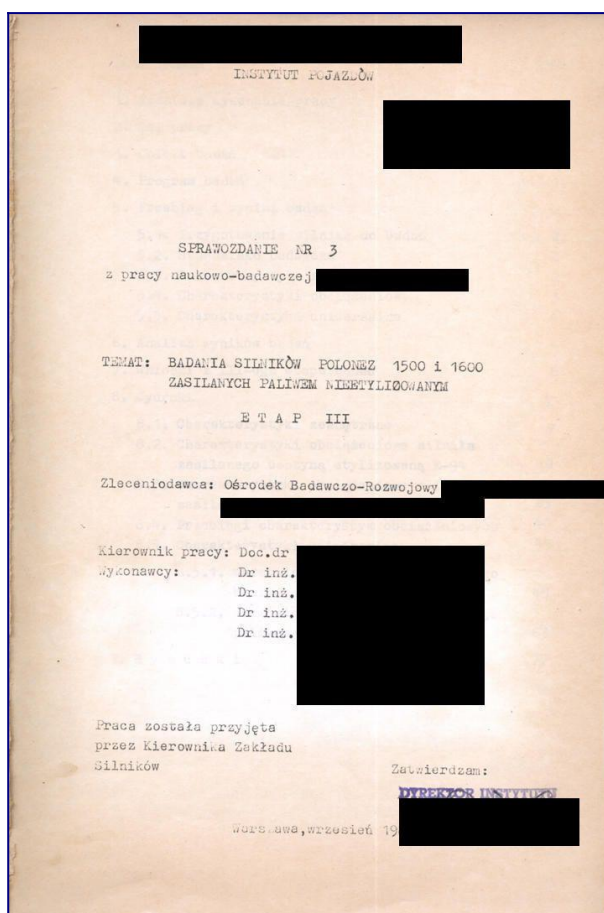 INSTYTUT POJAZDÓW
SPRAWOZDANIE NR 3
z pracy naukowo-badawczej
TEMAT: BADANIA SILNIKÓW POLONEZ 1500 i 1600
ZASILANYCH PALIWEM NIEETYLIZOWANYM
E T A P III
Zleceniodawca: Ośrodek Badawczo-Rozwojowy
Kierownik pracy: Doc.dr
Wykonawcy: Dr inż.
Dr inż.
Dr inż.
Dr inż.
Praca została przyjęta
przez Kierownika Zakładu
Silników
Zatwierdzam:
DYREKTOR INSTYTUTU
Warszawa,wrzesień 19